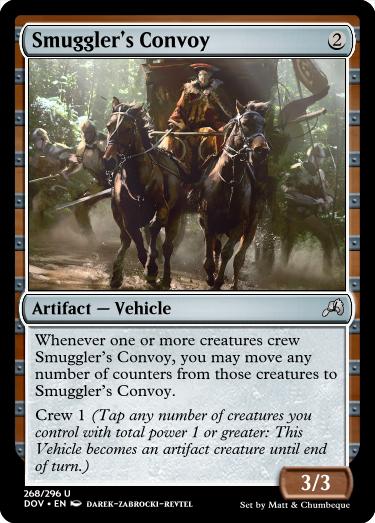 Smuggler's Convoy 2
Artifact — Vehicle
Whenever one or more creatures crew
Smuggler's Convoy, you may move any
number of counters from those creatures to
Smuggler's Convoy.
Crew 1 (Tap any number of creatures you
control with total power 1 or greater: This
Vehicle becomes an artifact creature until end
of turn.)
3/3
268/296 U
DOV • EN DAREK-ZABROCKI-REVTEL
Set by Matt & Chumbeque